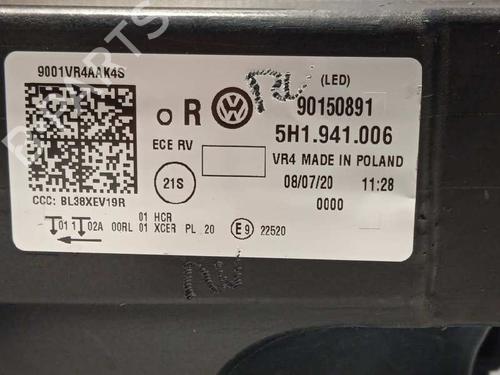 9001VR4AAK4S
(LED)
o R
90150891
5H1.941.006
ECE RV
VR4 MADE IN POLAND
21S
08/07/20 11:28
0000
CCC: BL38XEV19R
01 HCR
01 1 02A 00RL 01 XCER PL 20 E9 22520